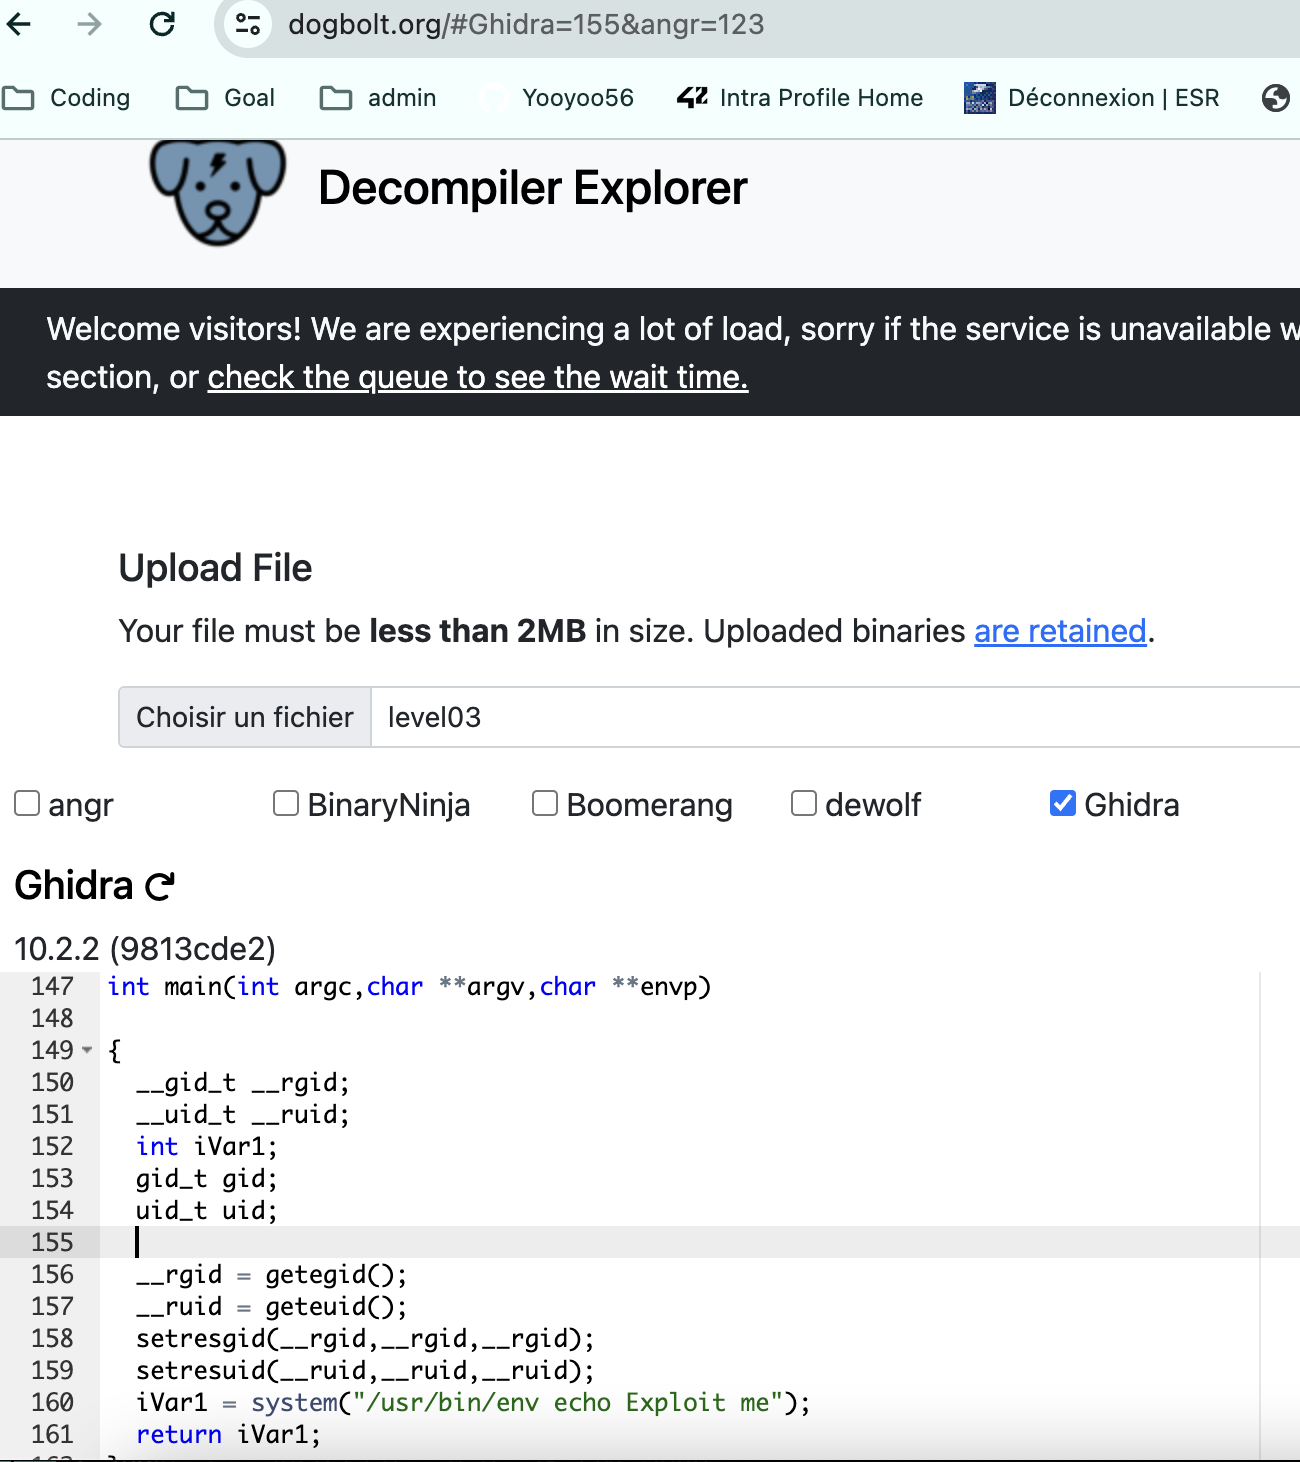 dogbolt.org/#Ghidra=155&angr=123
Coding Goal admin Yooyoo56 42 Intra Profile Home Déconnexion | ESR
Decompiler Explorer
Welcome visitors! We are experiencing a lot of load, sorry if the service is unavailable
section, or check the queue to see the wait time.
Upload File
Your file must be less than 2MB in size. Uploaded binaries are retained.
Choisir un fichier level03
angr BinaryNinja Boomerang dewolf Ghidra
Ghidra
10.2.2 (9813cde2)
147 int main(int argc,char **argv,char **envp)
148
149 {
150 __gid_t __rgid;
151 __uid_t __ruid;
152 int iVar1;
153 gid_t gid;
154 uid_t uid;
155
156 __rgid = getegid();
157 __ruid = geteuid();
158 setresgid(__rgid,__rgid,__rgid);
159 setresuid(__ruid,__ruid,__ruid);
160 iVar1 = system("/usr/bin/env echo Exploit me");
161 return iVar1;